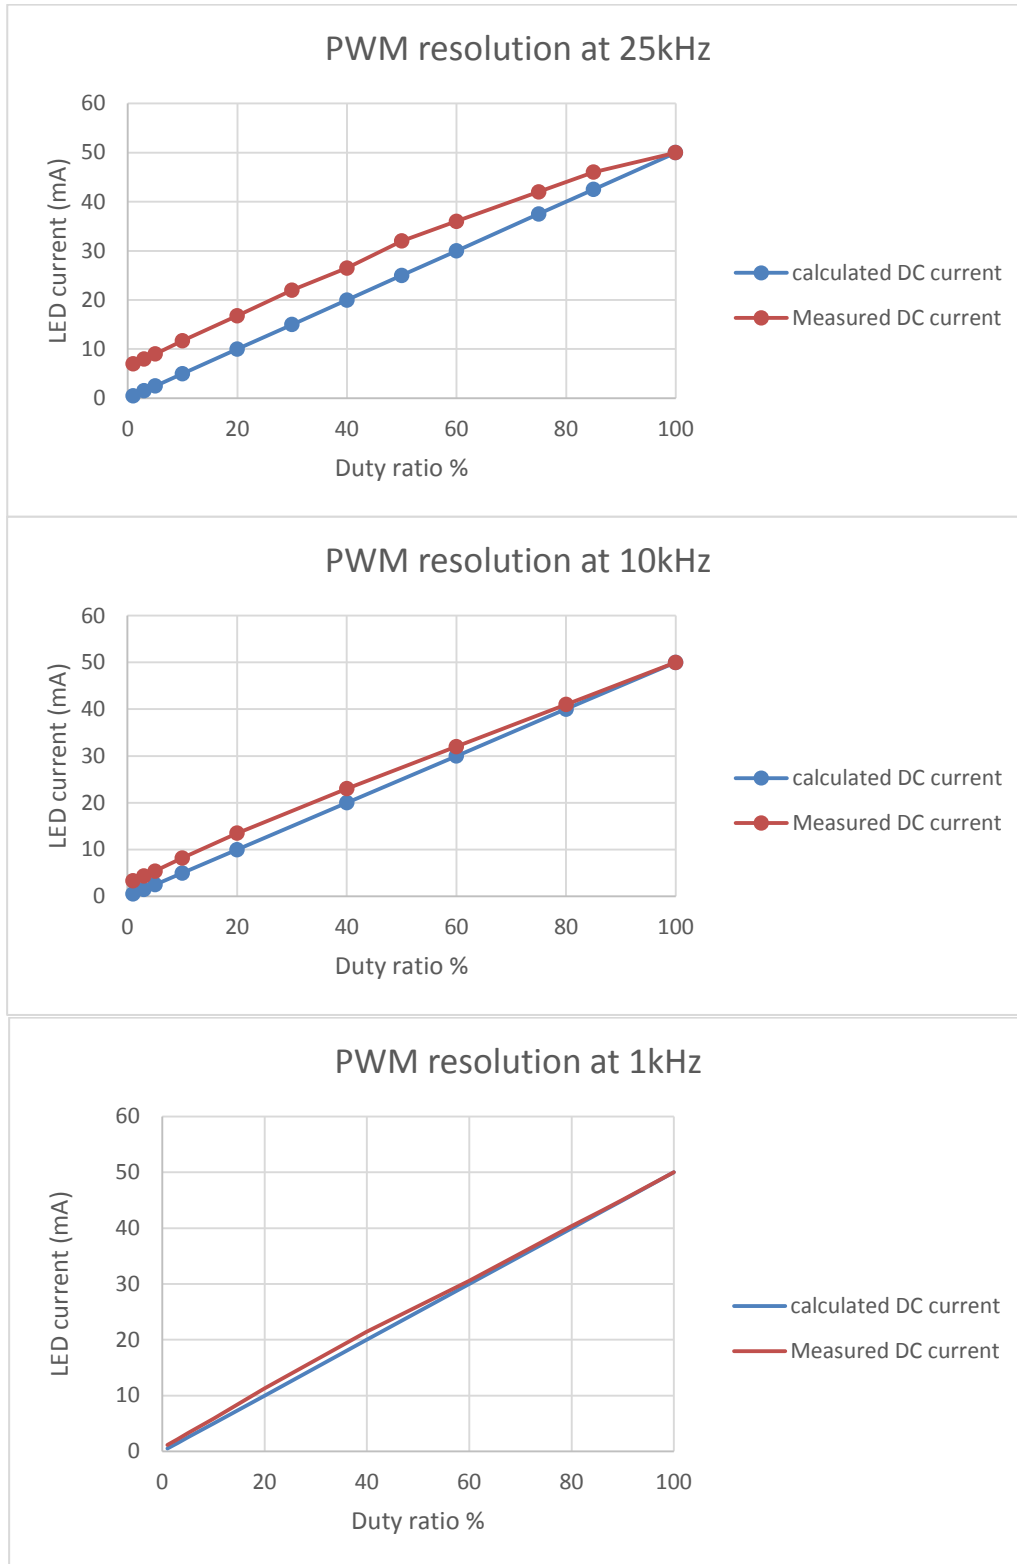 PWM resolution at 25kHz
60
50
40
30
20
10
0
LED current (mA)
0 20 40 60 80 100
Duty ratio %
calculated DC current
Measured DC current
PWM resolution at 10kHz
60
50
40
30
20
10
0
LED current (mA)
0 20 40 60 80 100
Duty ratio %
calculated DC current
Measured DC current
PWM resolution at 1kHz
60
50
40
30
20
10
0
LED current (mA)
0 20 40 60 80 100
Duty ratio %
calculated DC current
Measured DC current